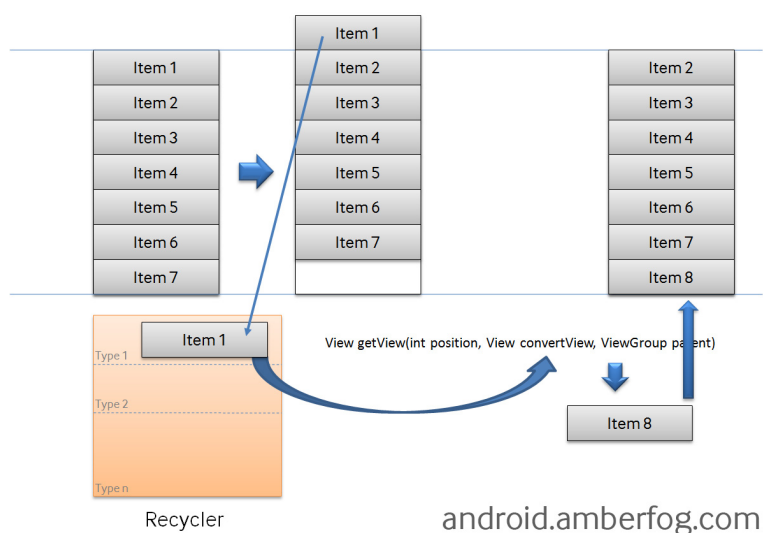 Item 1
Item 2
Item 3
Item 4
Item 5
Item 6
Item 7
Item 1
Item 2
Item 3
Item 4
Item 5
Item 6
Item 7
Item 2
Item 3
Item 4
Item 5
Item 6
Item 7
Item 8
Item 1
Type 1
Type 2
Type n
Recycler
View getView(int position, View convertView, ViewGroup parent)
Item 8
android.amberfog.com